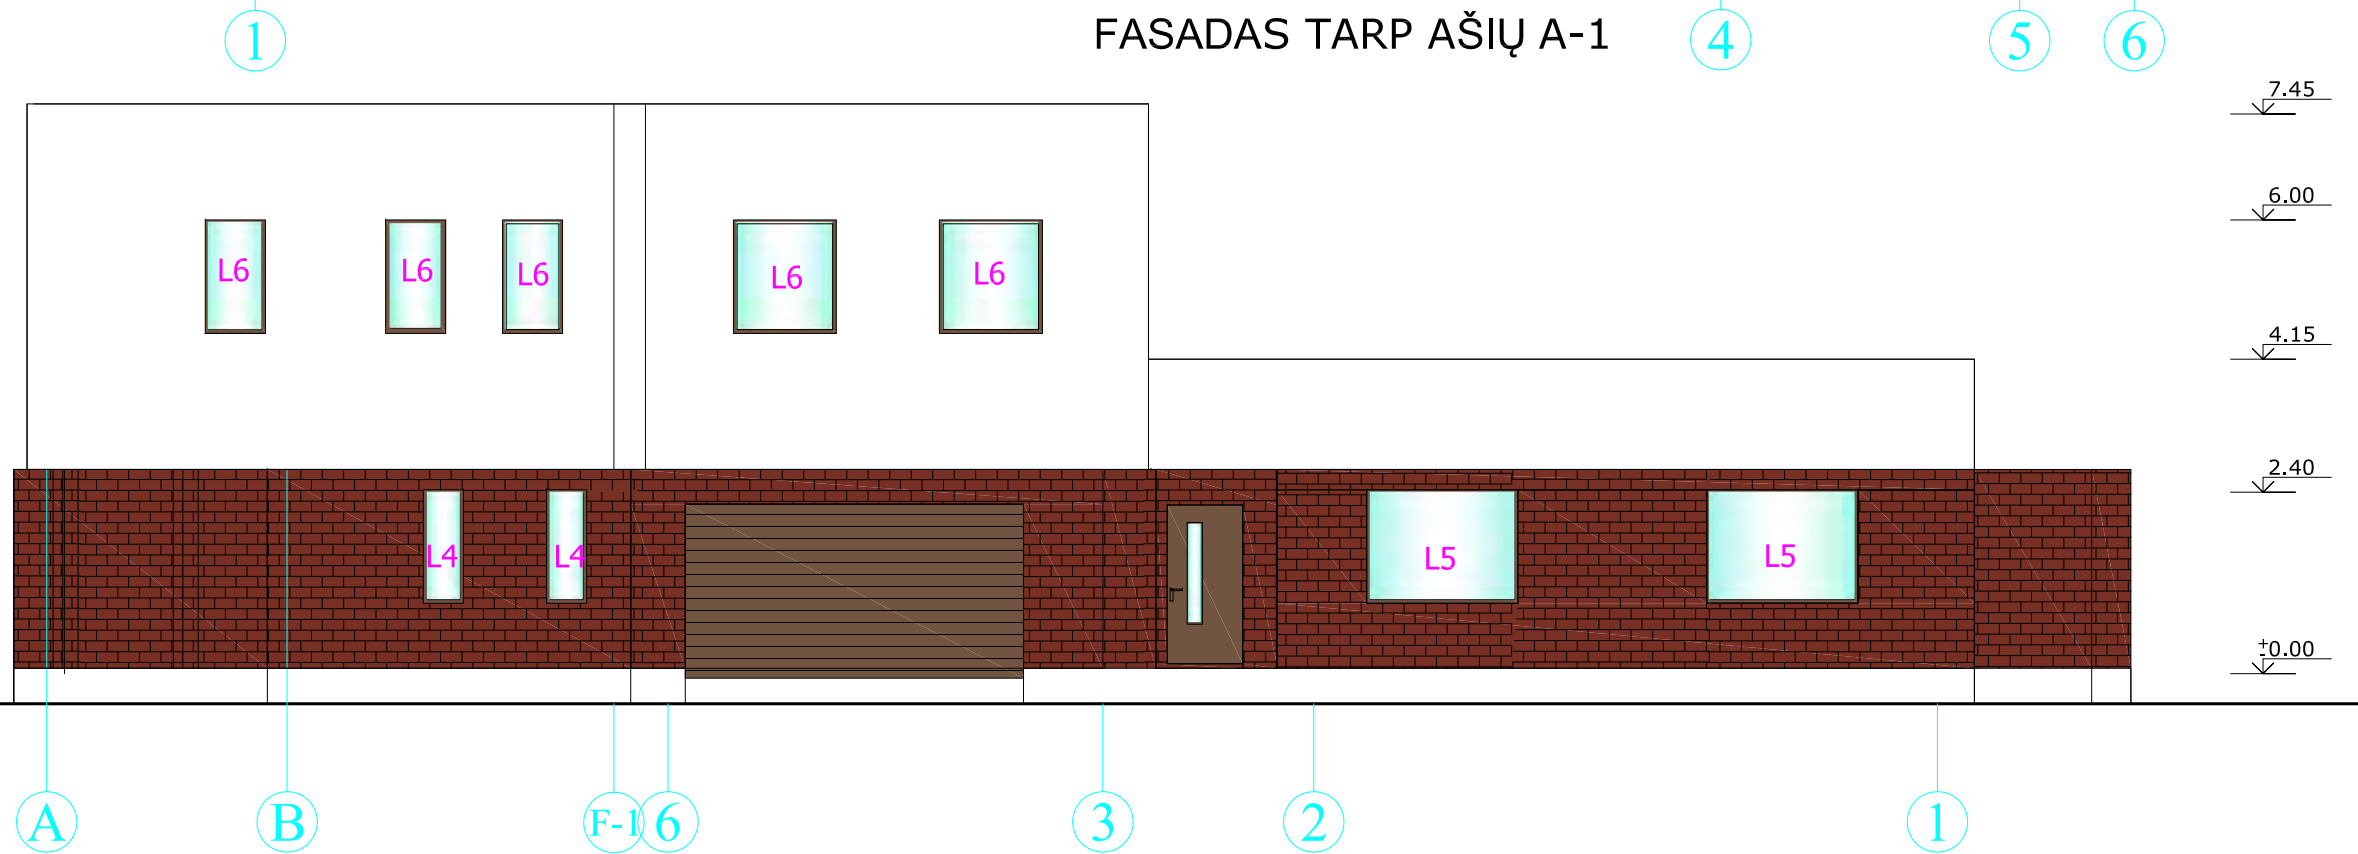 1
FASADAS TARP AŠIŲ A-1
4
5
6
7.45
6.00
L6
L6
L6
L6
L6
4.15
2.40
L4
L4
L5
L5
±0.00
A
B
F-1
6
3
2
1